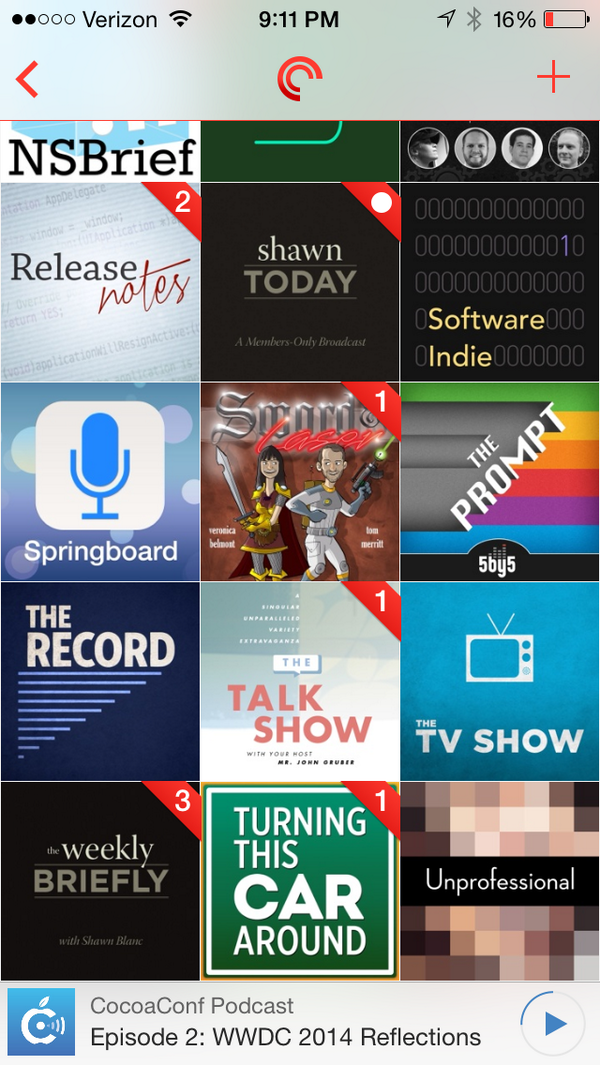 Verizon 9:11 PM 16%
NSBrief
2
Release
notes
shawn
TODAY
A Members-Only Broadcast
0000000000000
0000000000010
0000000000000
0Software000
0Indie0000000
Springboard
1
Sword &
Laser
veronica
belmont
tom
merritt
THE
PROMPT
5by5
THE
RECORD
1
A
SINGULAR
UNPARALLELED
VARIETY
EXTRAVAGANZA
THE
TALK
SHOW
WITH YOUR HOST
MR. JOHN GRUBER
THE
TV SHOW
3
the weekly
BRIEFLY
with Shawn Blanc
1
TURNING
THIS
CAR
AROUND
Unprofessional
CocoaConf Podcast
Episode 2: WWDC 2014 Reflections